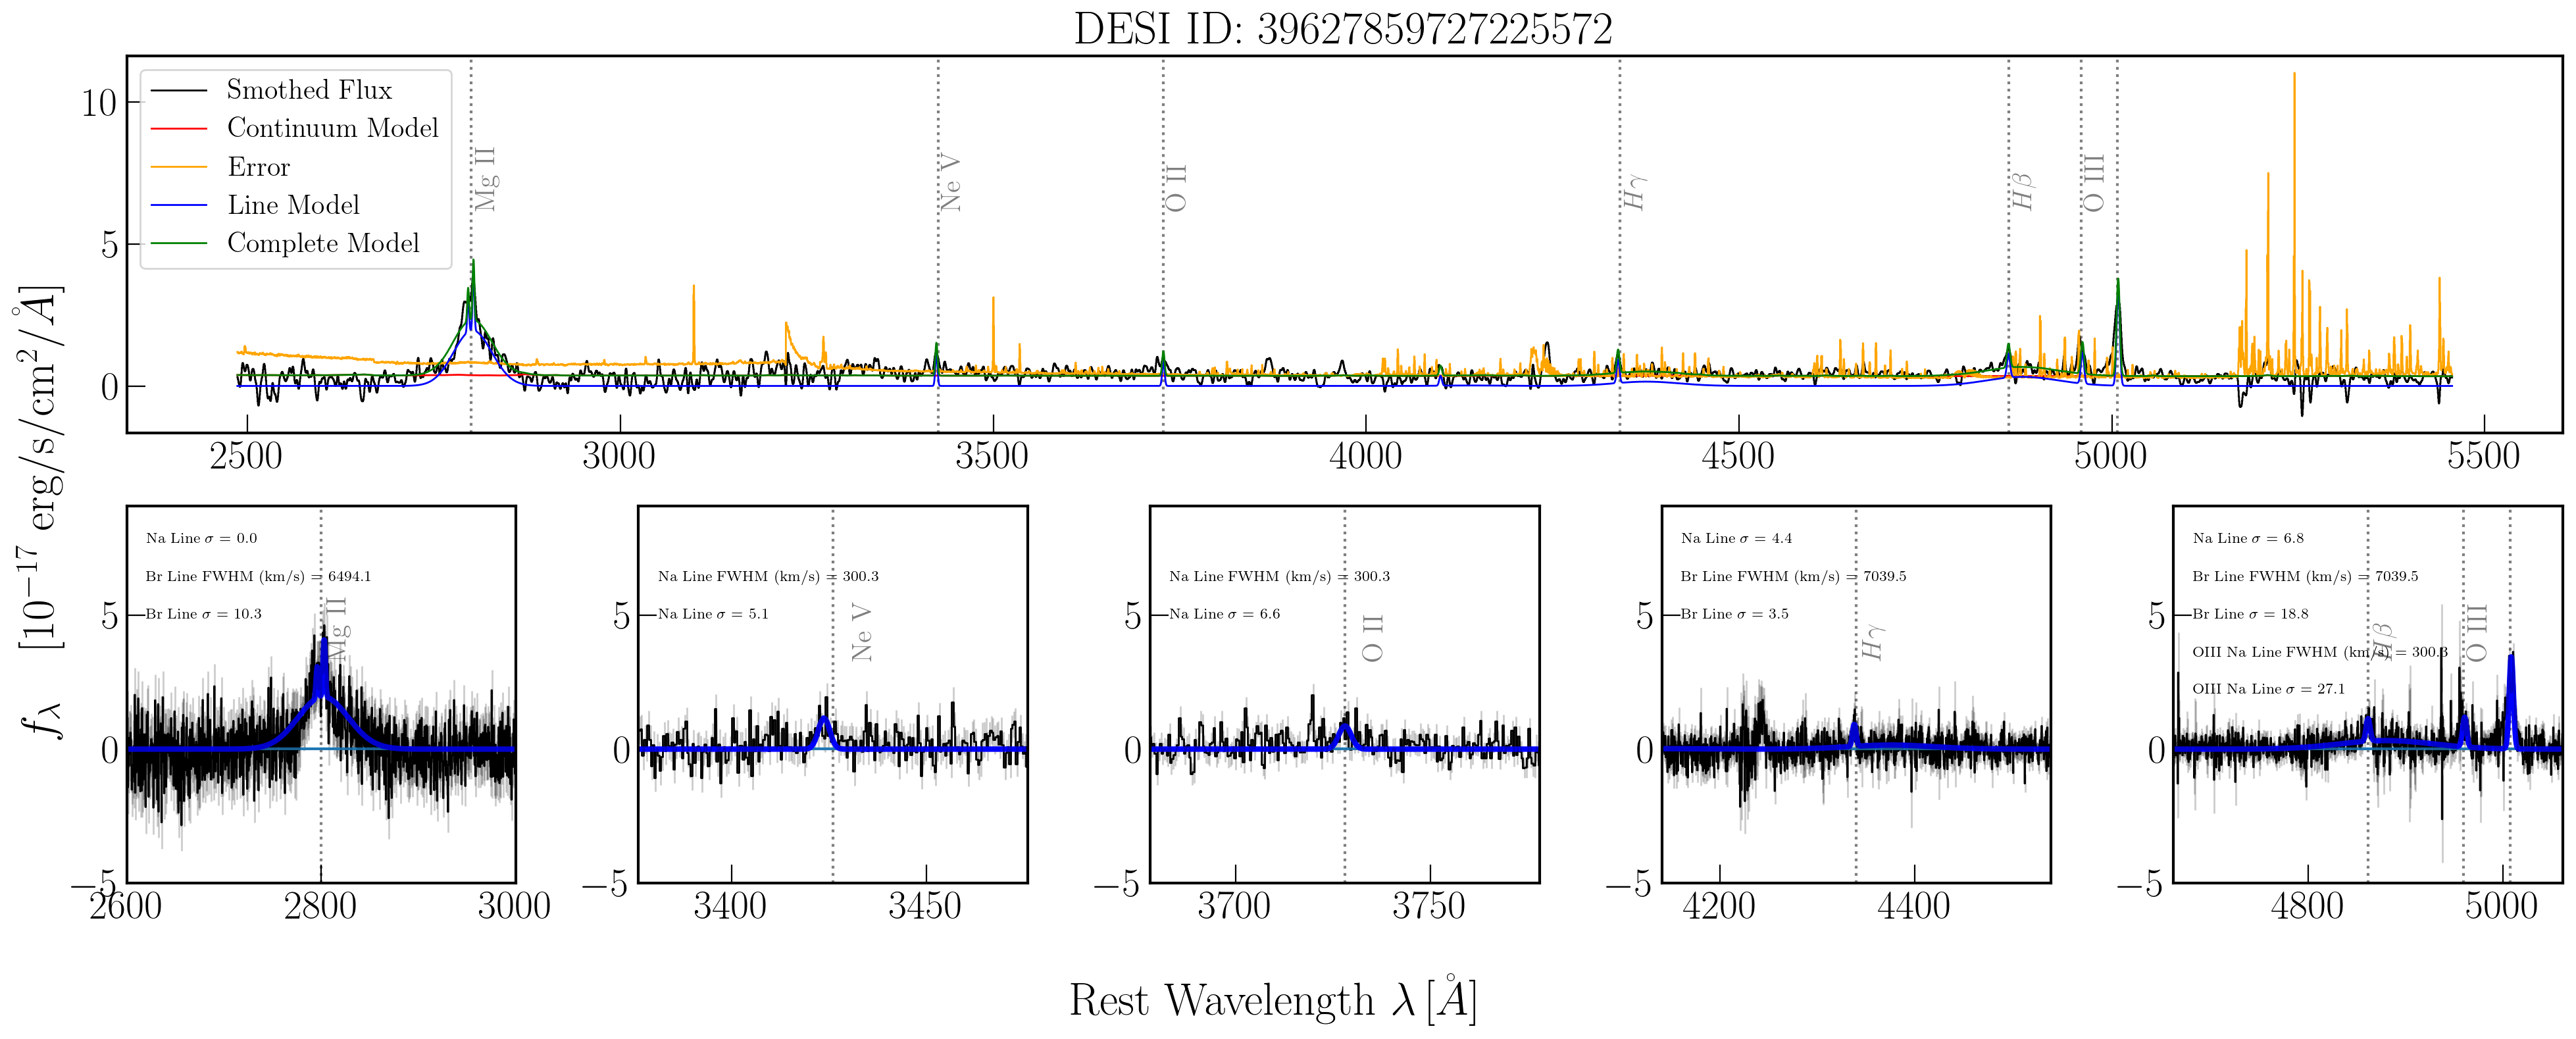 DESI ID: 39627859727225572
Smothed Flux
Continuum Model
Error
Line Model
Complete Model
Mg II
Ne V
O II
Hγ
Hβ
O III
10
5
0
2500 3000 3500 4000 4500 5000 5500
f_λ [10^{-17} erg/s/cm^2/Å]
Na Line σ = 0.0
Br Line FWHM (km/s) = 6494.1
Br Line σ = 10.3
Mg II
5
0
−5
2600 2800 3000
Na Line FWHM (km/s) = 300.3
Na Line σ = 5.1
Ne V
5
0
−5
3400 3450
Na Line FWHM (km/s) = 300.3
Na Line σ = 6.6
O II
5
0
−5
3700 3750
Na Line σ = 4.4
Br Line FWHM (km/s) = 7039.5
Br Line σ = 3.5
Hγ
5
0
−5
4200 4400
Na Line σ = 6.8
Br Line FWHM (km/s) = 7039.5
Br Line σ = 18.8
OIII Na Line FWHM (km/s) = 300.3
OIII Na Line σ = 27.1
Hβ
O III
5
0
−5
4800 5000
Rest Wavelength λ [Å]